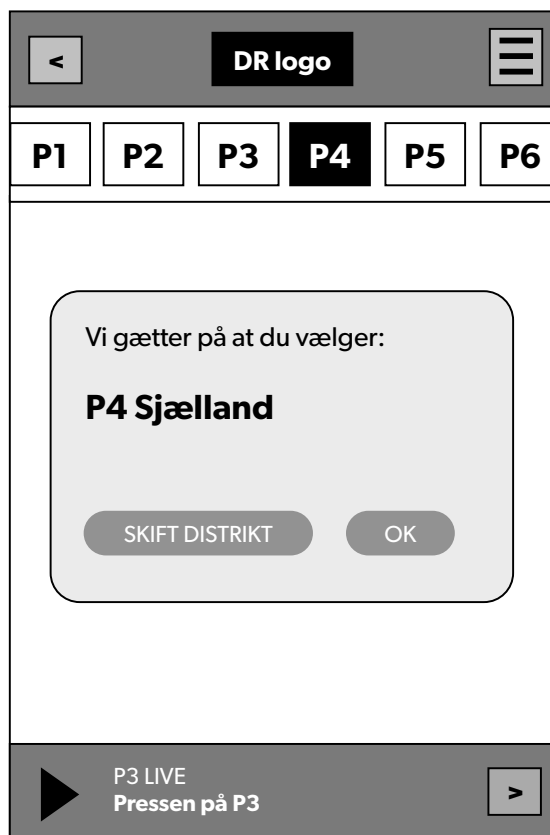 <
DR logo
P1 P2 P3 P4 P5 P6
Vi gætter på at du vælger:
P4 Sjælland
SKIFT DISTRIKT OK
P3 LIVE
Pressen på P3
>